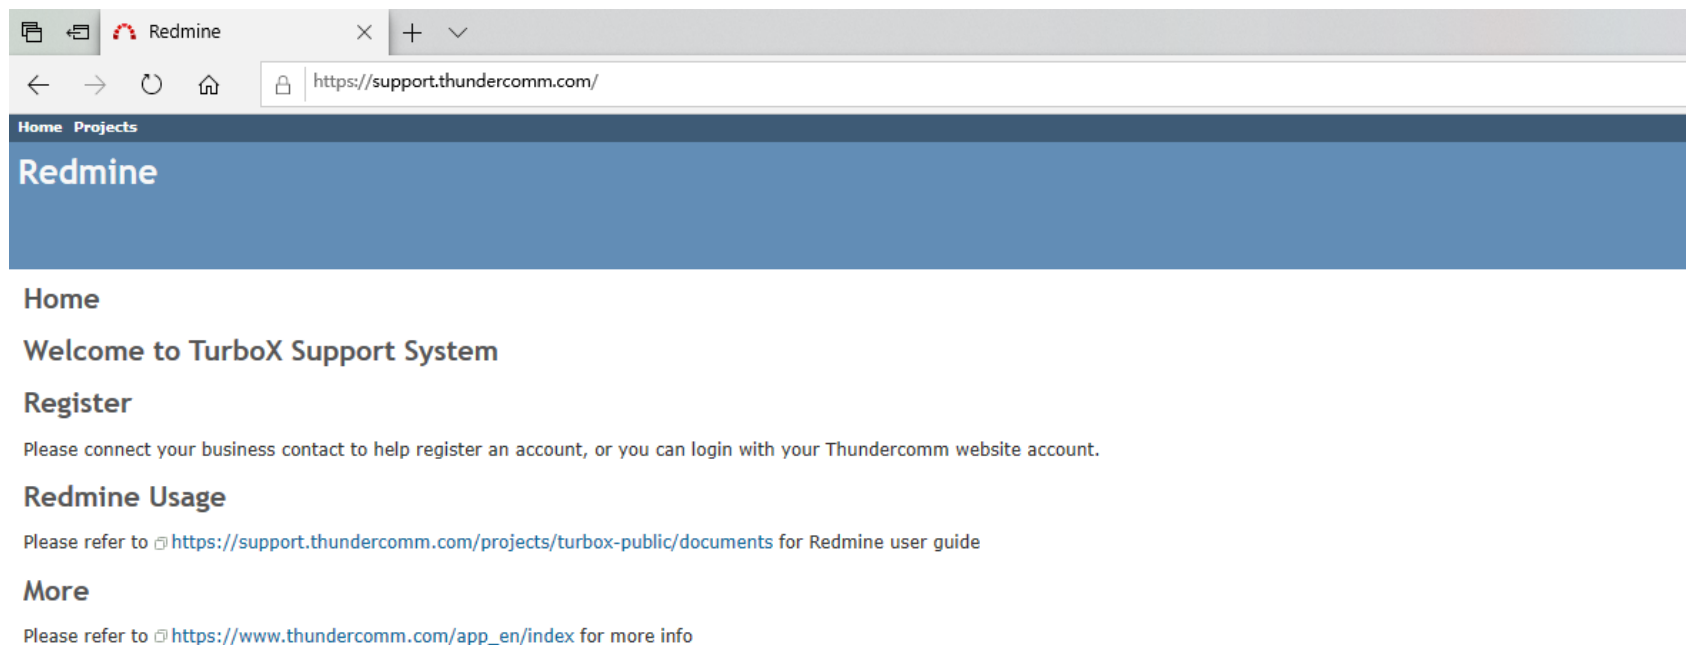 Redmine
https://support.thundercomm.com/
Home Projects
Redmine
Home
Welcome to TurboX Support System
Register
Please connect your business contact to help register an account, or you can login with your Thundercomm website account.
Redmine Usage
Please refer to https://support.thundercomm.com/projects/turbox-public/documents for Redmine user guide
More
Please refer to https://www.thundercomm.com/app_en/index for more info